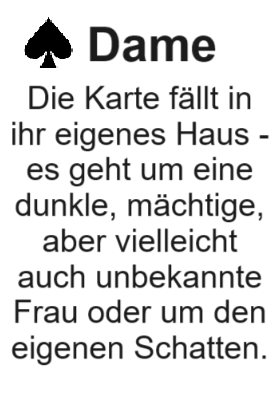 ♠ Dame
Die Karte fällt in
ihr eigenes Haus -
es geht um eine
dunkle, mächtige,
aber vielleicht
auch unbekannte
Frau oder um den
eigenen Schatten.